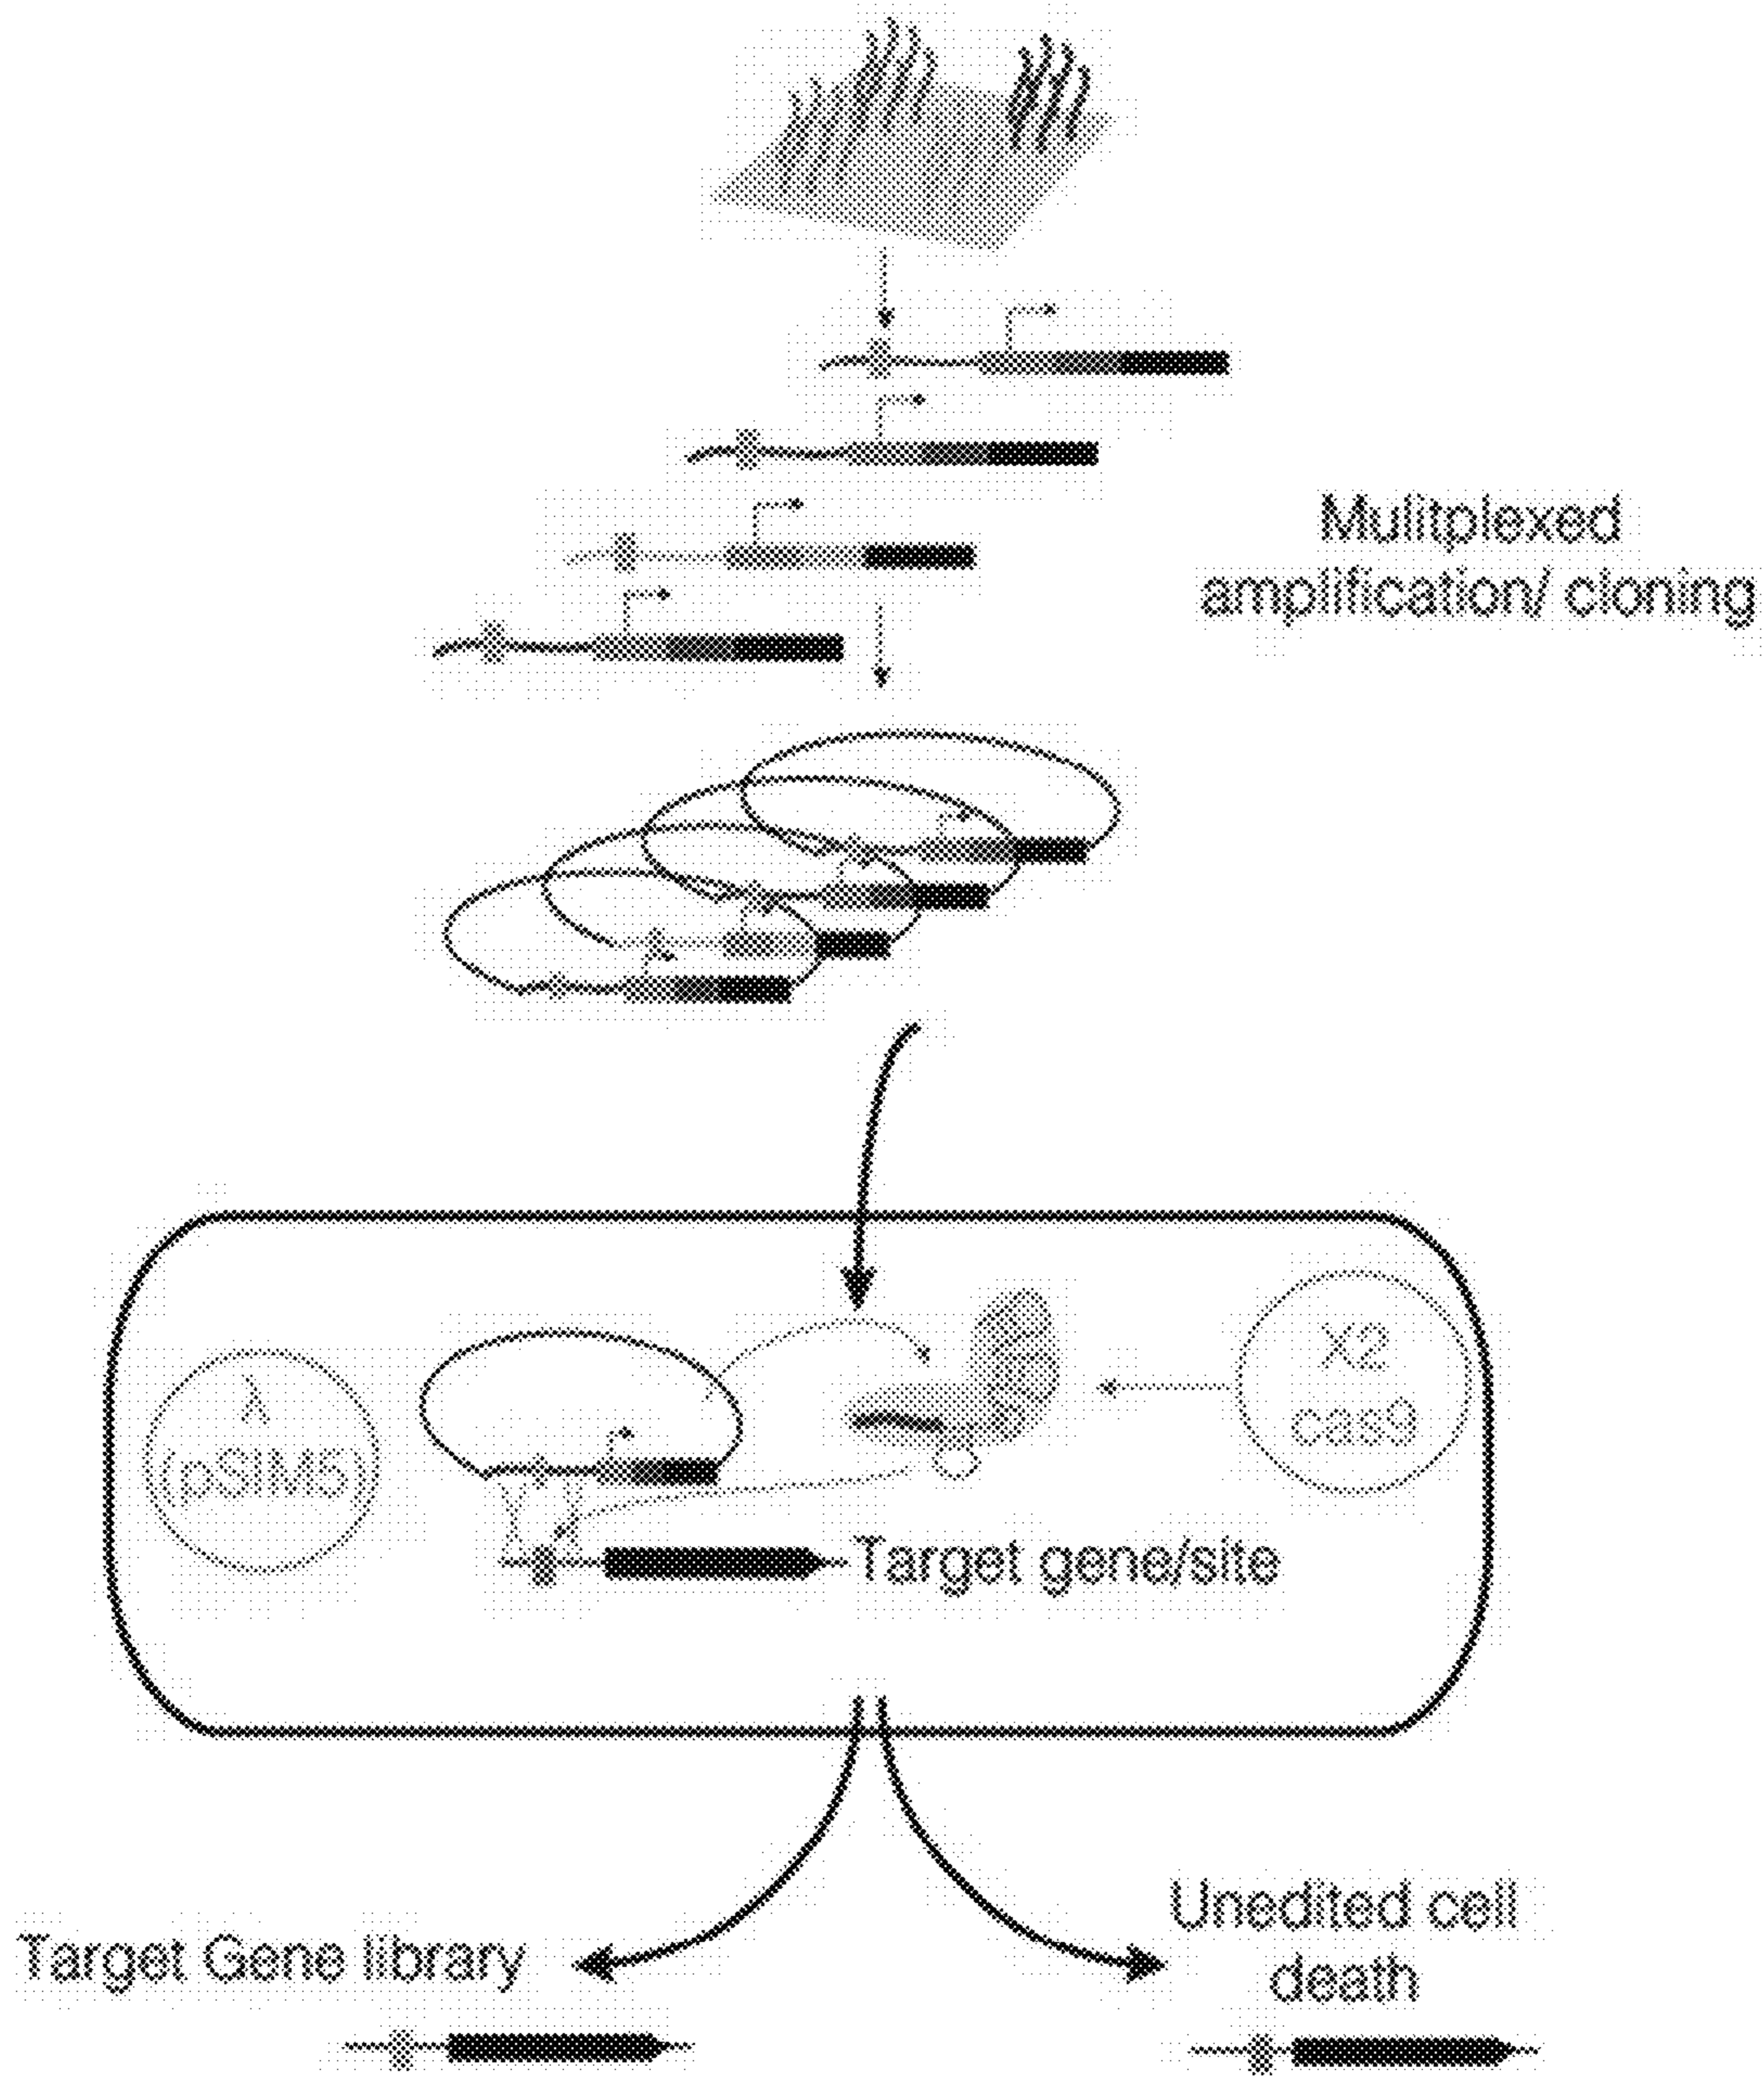 Mulitplexed
amplification/ cloning
λ
(pSIM5)
X2
cas9
Target gene/site
Target Gene library
Unedited cell
death